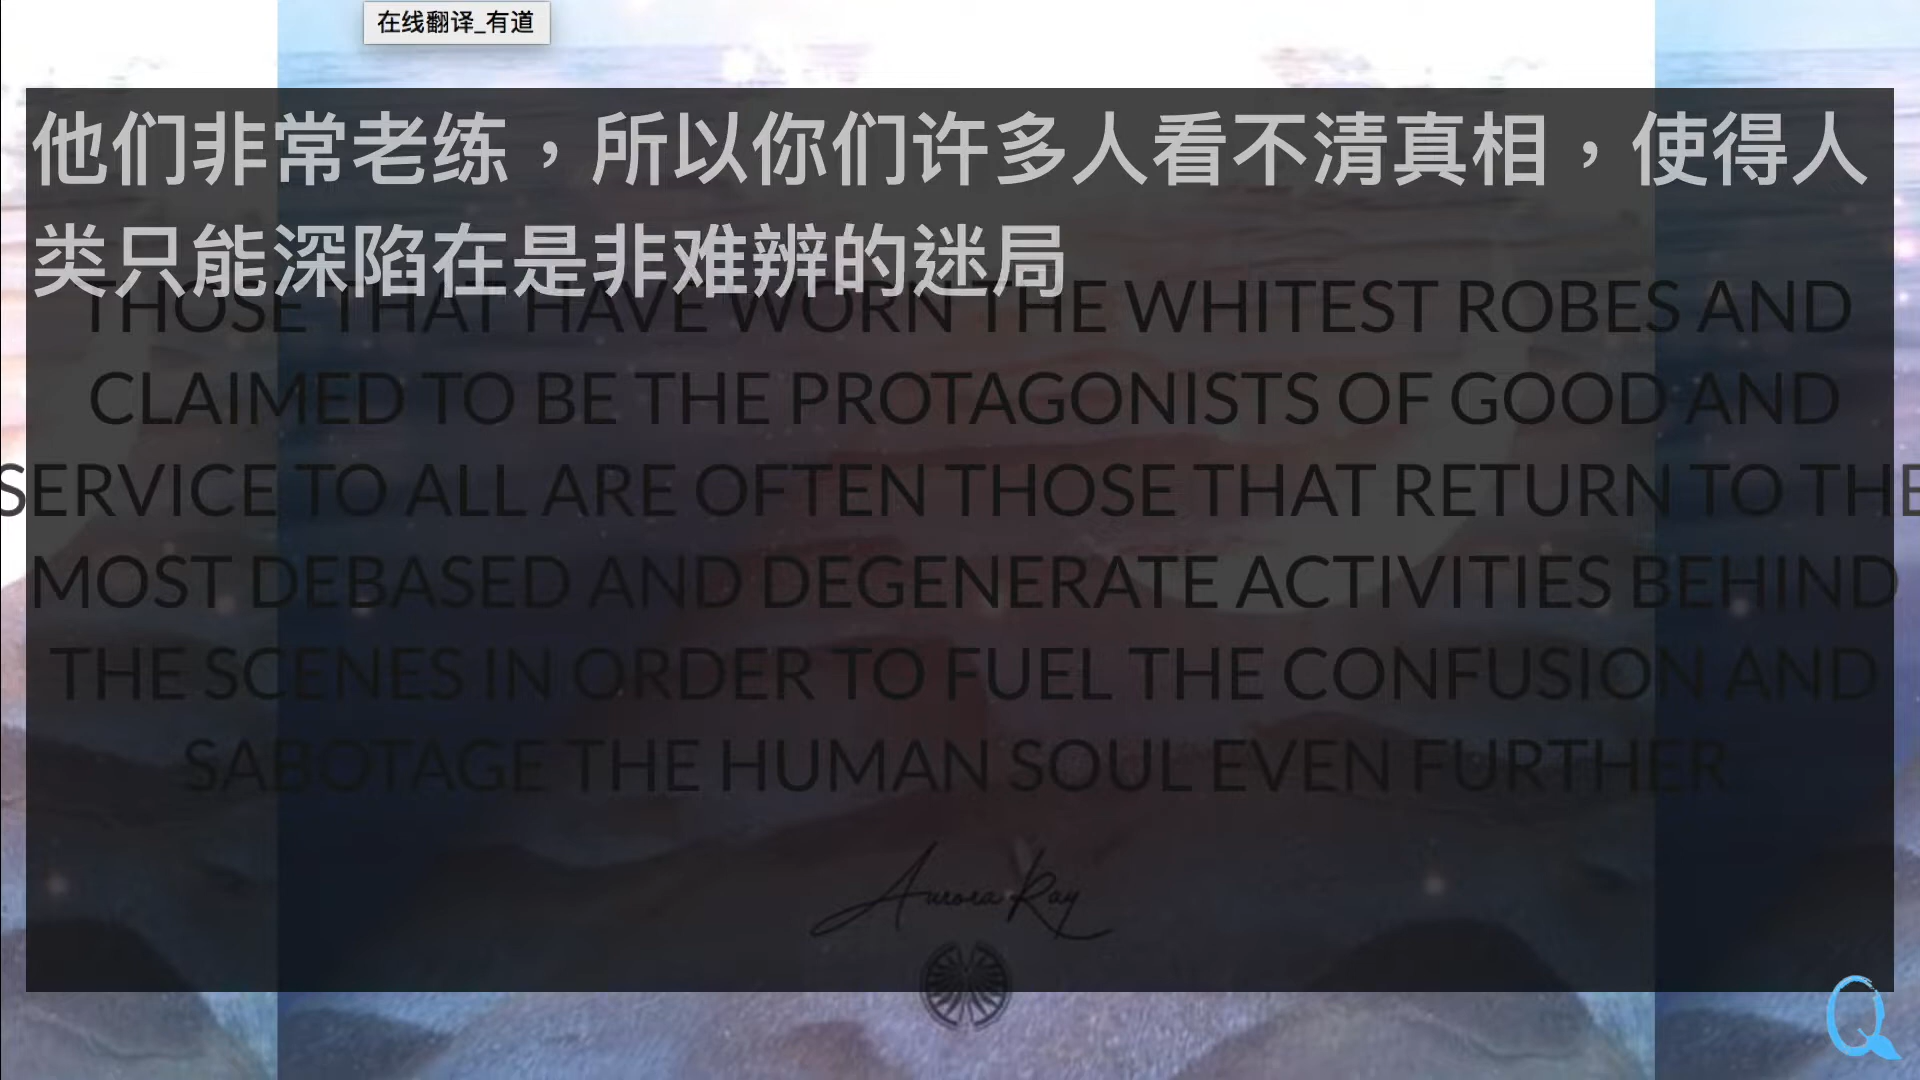 在线翻译_有道
他们非常老练，所以你们许多人看不清真相，使得人
类只能深陷在是非难辨的迷局
THOSE THAT HAVE WORN THE WHITEST ROBES AND
CLAIMED TO BE THE PROTAGONISTS OF GOOD AND
SERVICE TO ALL ARE OFTEN THOSE THAT RETURN TO THE
MOST DEBASED AND DEGENERATE ACTIVITIES BEHIND
THE SCENES IN ORDER TO FUEL THE CONFUSION AND
SABOTAGE THE HUMAN SOUL EVEN FURTHER
Aurora Ray
Q